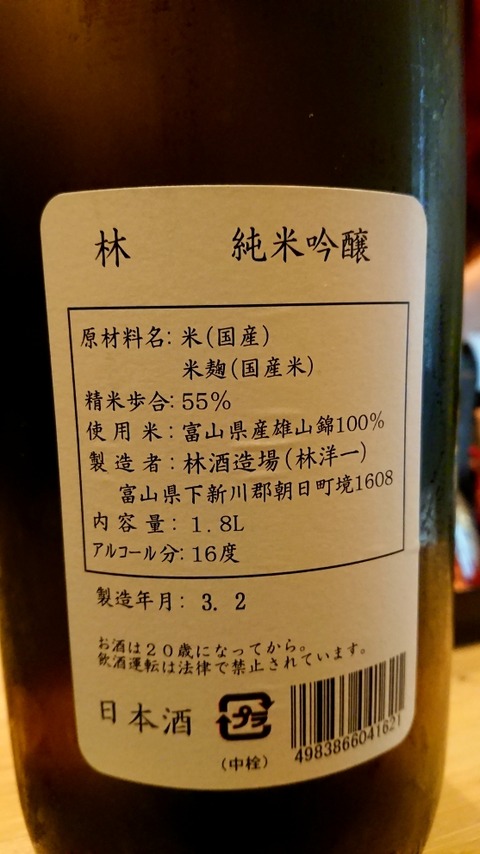 林　純米吟醸
原材料名: 米(国産)
米麹(国産米)
精米歩合: 55%
使用米: 富山県産雄山錦100%
製造者: 林酒造場(林洋一)
富山県下新川郡朝日町境1608
内容量: 1.8L
アルコール分: 16度
製造年月: 3. 2
お酒は20歳になってから。
飲酒運転は法律で禁止されています。
日本酒
プラ
(中栓)
4983866041621